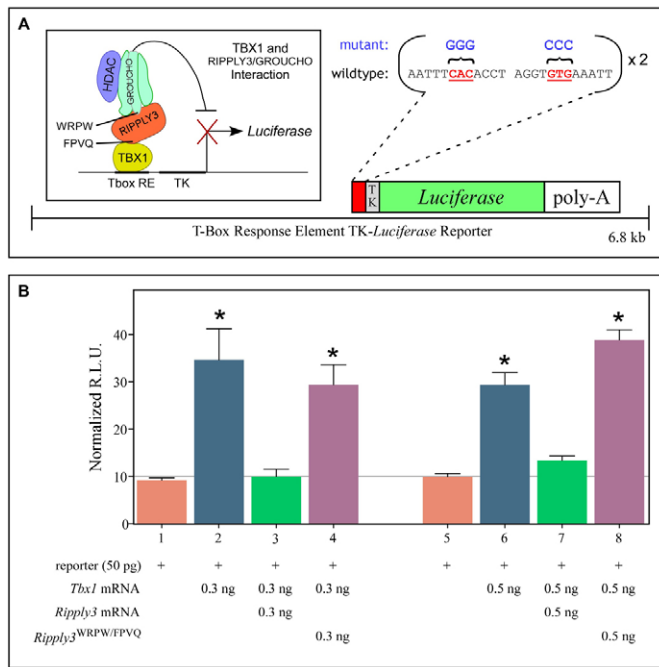 A
TBX1 and
RIPPLY3/GROUCHO
Interaction
HDAC
GROUCHO
WRPW
RIPPLY3
FPVQ
TBX1
Luciferase
Tbox RE TK
mutant: GGG CCC
wildtype: AATTTCACACCT AGGTGTGAAATT x 2
TK Luciferase poly-A
T-Box Response Element TK-Luciferase Reporter
6.8 kb
B
Normalized R.L.U.
40
30
20
10
0
* * * *
1 2 3 4 5 6 7 8
reporter (50 pg) + + + + + + + +
Tbx1 mRNA 0.3 ng 0.3 ng 0.3 ng 0.5 ng 0.5 ng 0.5 ng
Ripply3 mRNA 0.3 ng 0.5 ng
Ripply3WRPW/FPVQ 0.3 ng 0.5 ng